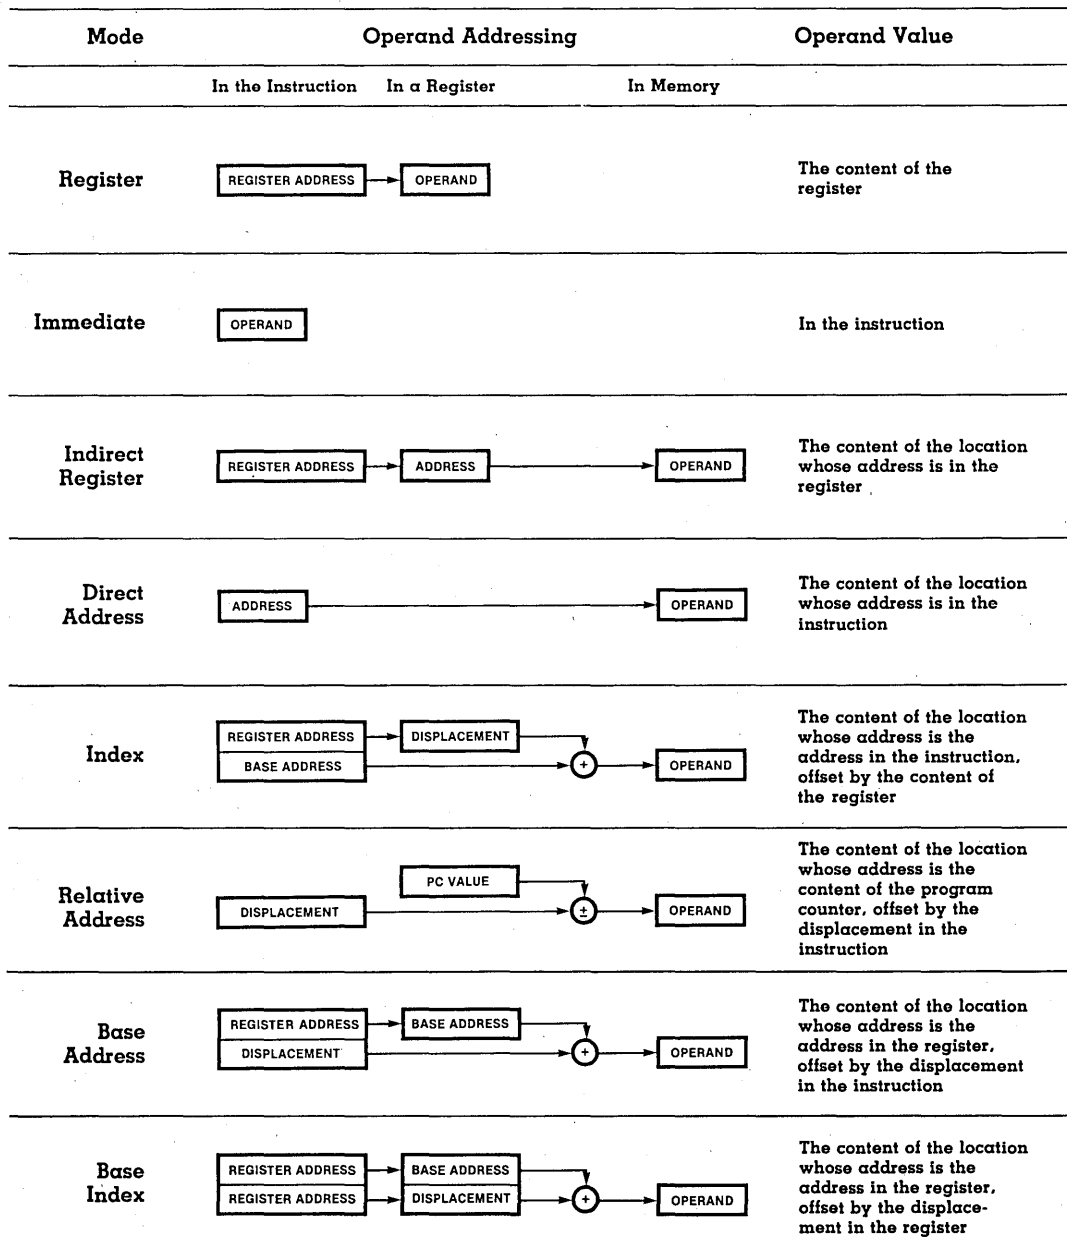 Mode Operand Addressing Operand Value
In the Instruction In a Register In Memory
Register
REGISTER ADDRESS OPERAND
The content of the
register
Immediate
OPERAND
In the instruction
Indirect
Register
REGISTER ADDRESS ADDRESS OPERAND
The content of the location
whose address is in the
register
Direct
Address
ADDRESS OPERAND
The content of the location
whose address is in the
instruction
Index
REGISTER ADDRESS DISPLACEMENT
BASE ADDRESS + OPERAND
The content of the location
whose address is the
address in the instruction,
offset by the content of
the register
Relative
Address
PC VALUE
DISPLACEMENT ± OPERAND
The content of the location
whose address is the
content of the program
counter, offset by the
displacement in the
instruction
Base
Address
REGISTER ADDRESS BASE ADDRESS
DISPLACEMENT + OPERAND
The content of the location
whose address is the
address in the register,
offset by the displacement
in the instruction
Base
Index
REGISTER ADDRESS BASE ADDRESS
REGISTER ADDRESS DISPLACEMENT + OPERAND
The content of the location
whose address is the
address in the register,
offset by the displace-
ment in the register